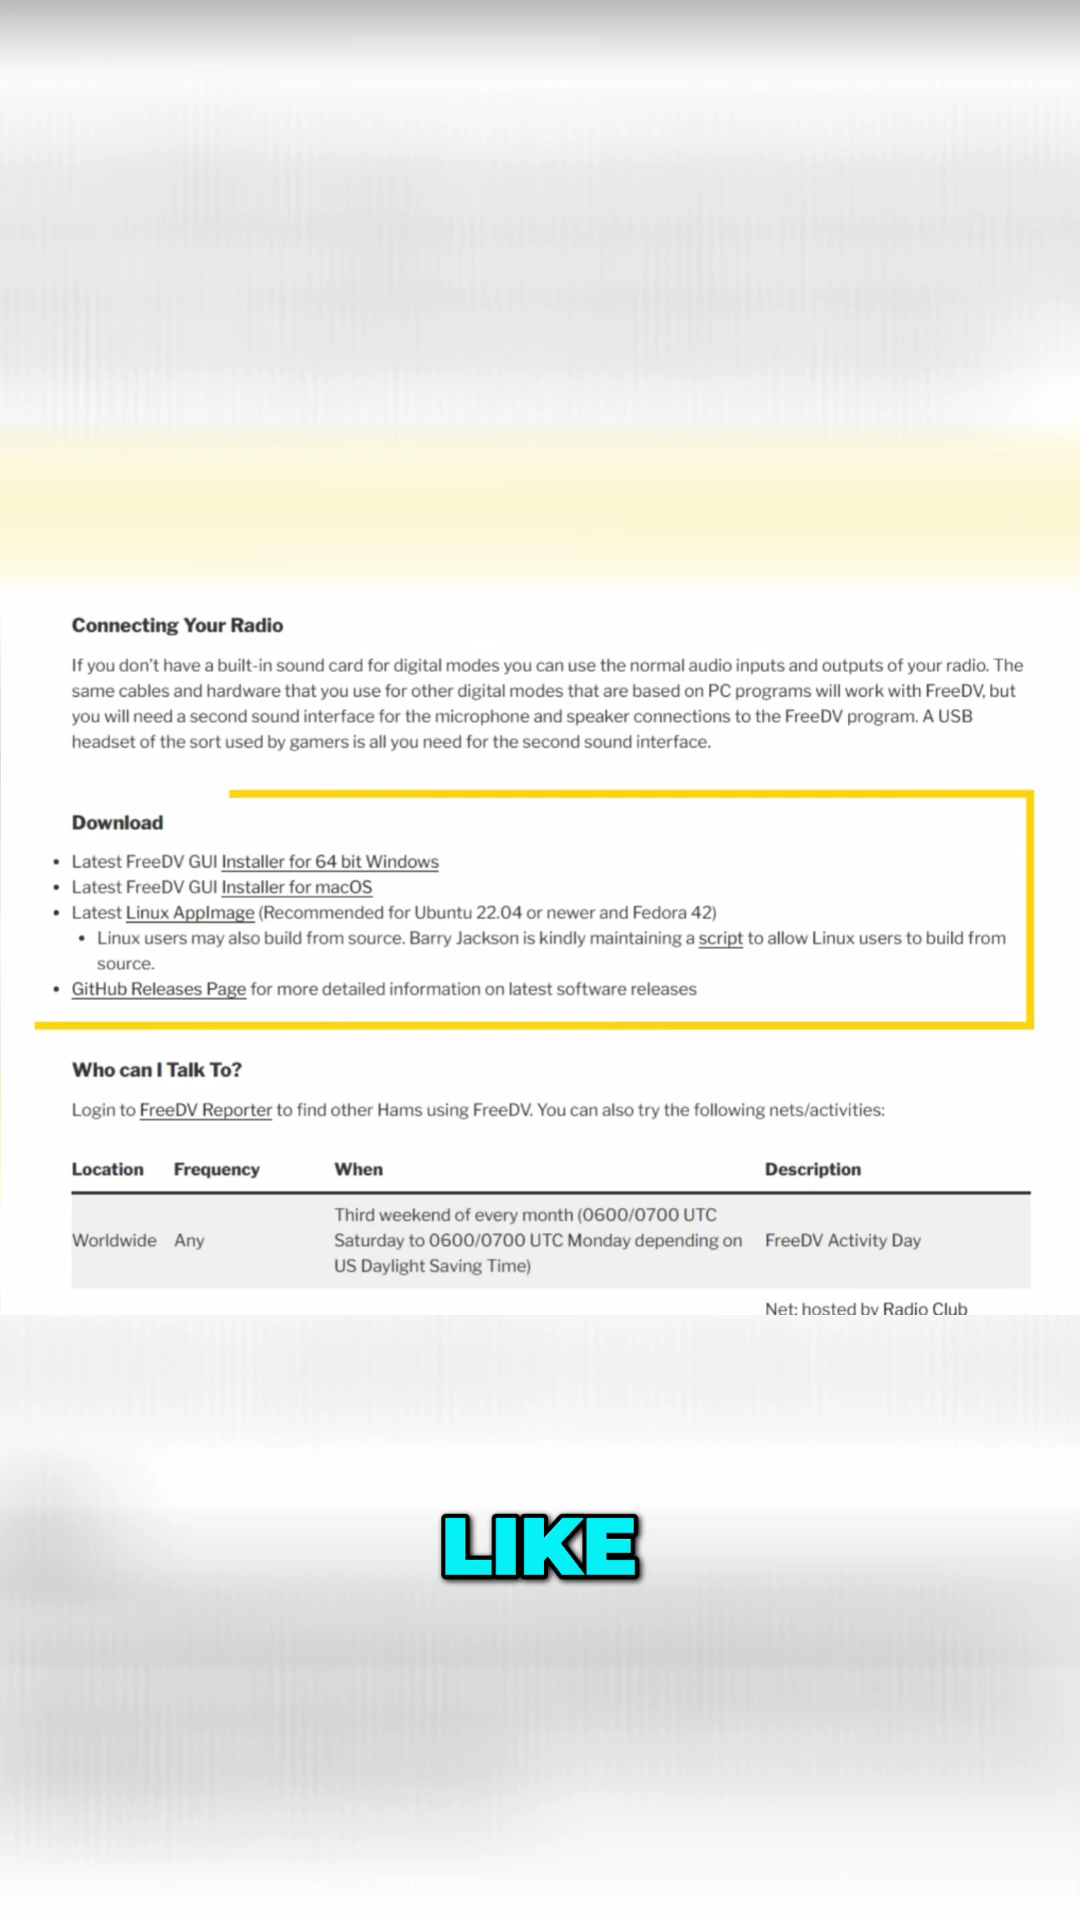 Connecting Your Radio
If you don't have a built-in sound card for digital modes you can use the normal audio inputs and outputs of your radio. The
same cables and hardware that you use for other digital modes that are based on PC programs will work with FreeDV, but
you will need a second sound interface for the microphone and speaker connections to the FreeDV program. A USB
headset of the sort used by gamers is all you need for the second sound interface.
Download
• Latest FreeDV GUI Installer for 64 bit Windows
• Latest FreeDV GUI Installer for macOS
• Latest Linux AppImage (Recommended for Ubuntu 22.04 or newer and Fedora 42)
• Linux users may also build from source. Barry Jackson is kindly maintaining a script to allow Linux users to build from
source.
• GitHub Releases Page for more detailed information on latest software releases
Who can I Talk To?
Login to FreeDV Reporter to find other Hams using FreeDV. You can also try the following nets/activities:
Location Frequency When Description
Third weekend of every month (0600/0700 UTC
Worldwide Any Saturday to 0600/0700 UTC Monday depending on FreeDV Activity Day
US Daylight Saving Time)
Net: hosted by Radio Club
LIKE